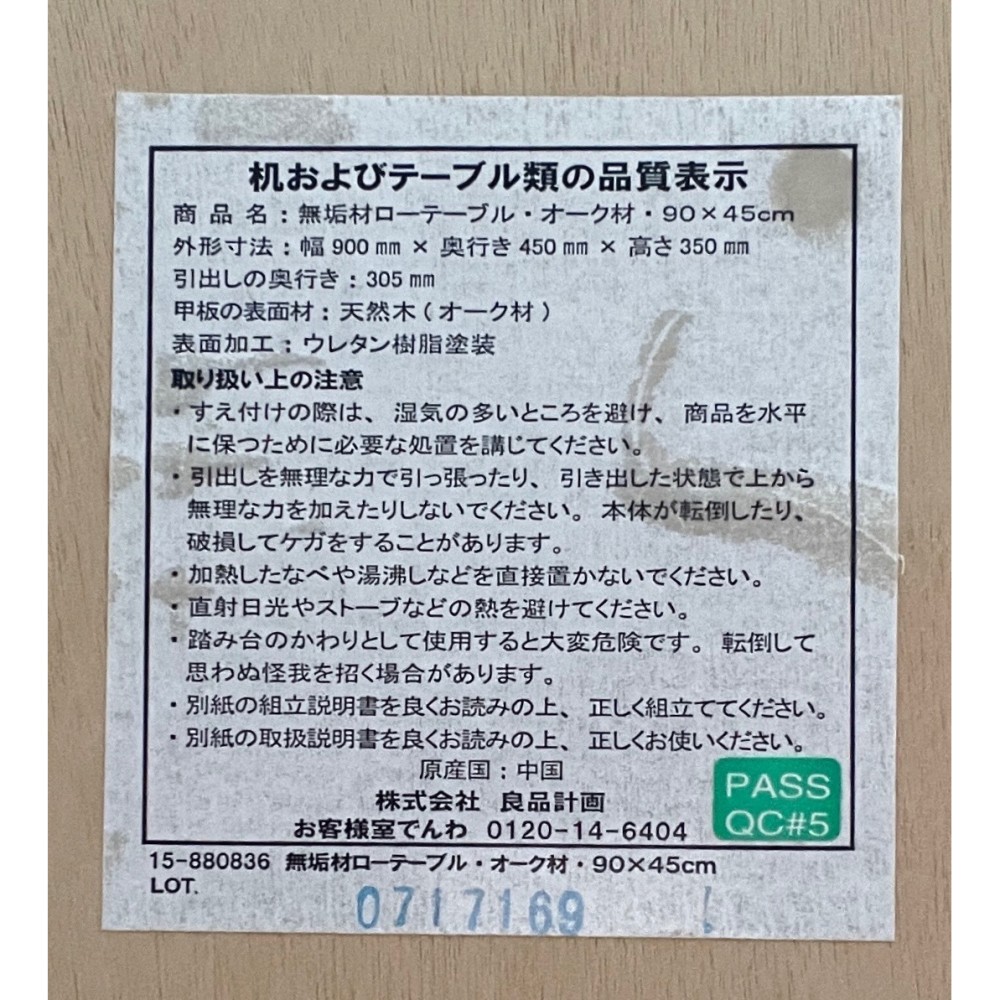 机およびテーブル類の品質表示
商品名：無垢材ローテーブル・オーク材・90×45cm
外形寸法：幅900㎜×奥行き450㎜×高さ350㎜
引出しの奥行き：305㎜
甲板の表面材：天然木（オーク材）
表面加工：ウレタン樹脂塗装
取り扱い上の注意
・すえ付けの際は、湿気の多いところを避け、商品を水平
に保つために必要な処置を講じてください。
・引出しを無理な力で引っ張ったり、引き出した状態で上から
無理な力を加えたりしないでください。本体が転倒したり、
破損してケガをすることがあります。
・加熱したなべや湯沸しなどを直接置かないでください。
・直射日光やストーブなどの熱を避けてください。
・踏み台のかわりとして使用すると大変危険です。転倒して
思わぬ怪我を招く場合があります。
・別紙の組立説明書を良くお読みの上、正しく組立ててください。
・別紙の取扱説明書を良くお読みの上、正しくお使いください。
原産国：中国
株式会社 良品計画
お客様室でんわ 0120-14-6404
PASS
QC#5
15-880836 無垢材ローテーブル・オーク材・90×45cm
LOT.
0717169